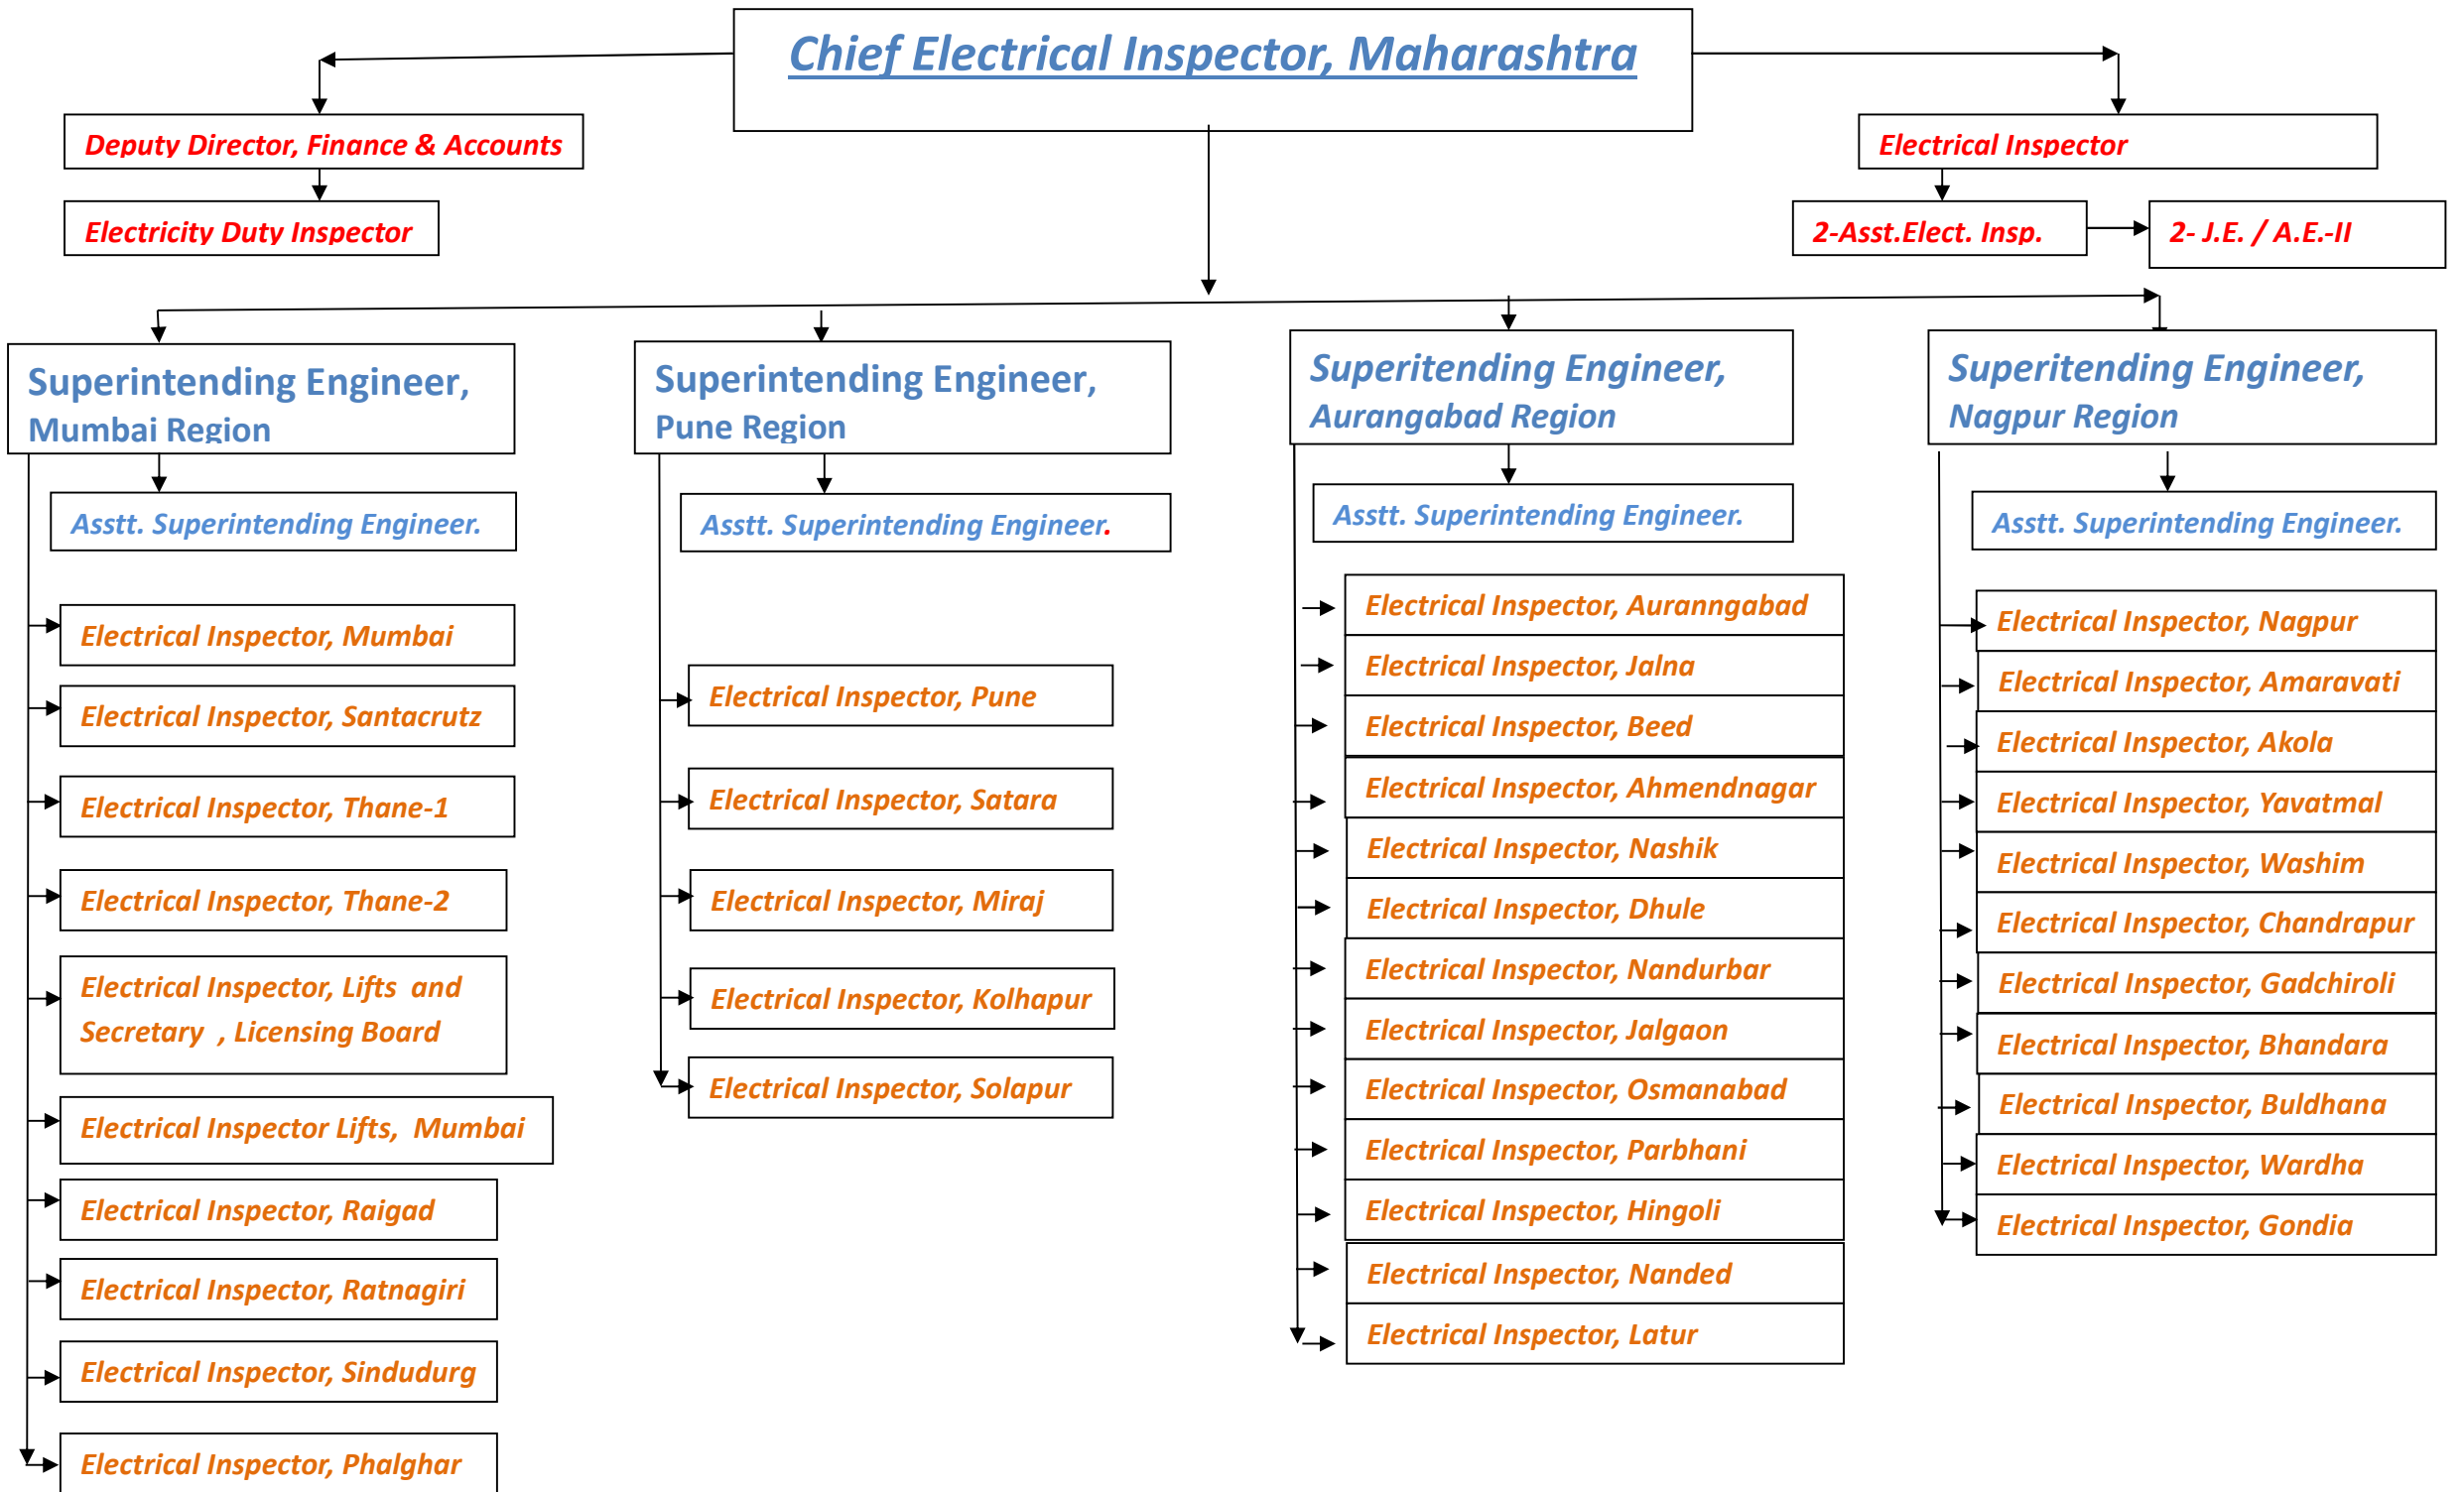 Chief Electrical Inspector, Maharashtra
Deputy Director, Finance & Accounts
Electrical Inspector
Electricity Duty Inspector
2-Asst.Elect. Insp.
2- J.E. / A.E.-II
Superintending Engineer,
Mumbai Region
Superintending Engineer,
Pune Region
Superitending Engineer,
Aurangabad Region
Superitending Engineer,
Nagpur Region
Asstt. Superintending Engineer.
Asstt. Superintending Engineer.
Asstt. Superintending Engineer.
Asstt. Superintending Engineer.
Electrical Inspector, Mumbai
Electrical Inspector, Santacrutz
Electrical Inspector, Thane-1
Electrical Inspector, Thane-2
Electrical Inspector, Lifts and
Secretary , Licensing Board
Electrical Inspector Lifts, Mumbai
Electrical Inspector, Raigad
Electrical Inspector, Ratnagiri
Electrical Inspector, Sindudurg
Electrical Inspector, Phalghar
Electrical Inspector, Pune
Electrical Inspector, Satara
Electrical Inspector, Miraj
Electrical Inspector, Kolhapur
Electrical Inspector, Solapur
Electrical Inspector, Auranngabad
Electrical Inspector, Jalna
Electrical Inspector, Beed
Electrical Inspector, Ahmendnagar
Electrical Inspector, Nashik
Electrical Inspector, Dhule
Electrical Inspector, Nandurbar
Electrical Inspector, Jalgaon
Electrical Inspector, Osmanabad
Electrical Inspector, Parbhani
Electrical Inspector, Hingoli
Electrical Inspector, Nanded
Electrical Inspector, Latur
Electrical Inspector, Nagpur
Electrical Inspector, Amaravati
Electrical Inspector, Akola
Electrical Inspector, Yavatmal
Electrical Inspector, Washim
Electrical Inspector, Chandrapur
Electrical Inspector, Gadchiroli
Electrical Inspector, Bhandara
Electrical Inspector, Buldhana
Electrical Inspector, Wardha
Electrical Inspector, Gondia